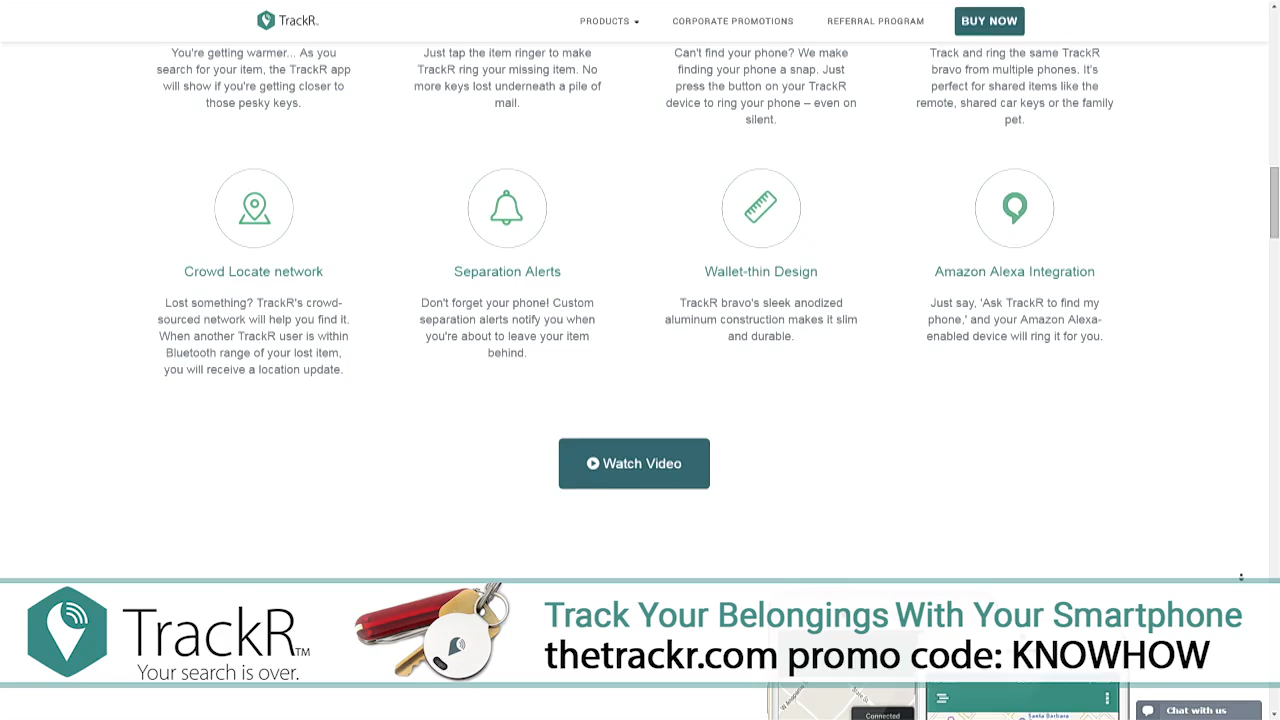 TrackR™
PRODUCTS
CORPORATE PROMOTIONS
REFERRAL PROGRAM
BUY NOW
You're getting warmer... As you
search for your item, the TrackR app
will show if you're getting closer to
those pesky keys.
Just tap the item ringer to make
TrackR ring your missing item. No
more keys lost underneath a pile of
mail.
Can't find your phone? We make
finding your phone a snap. Just
press the button on your TrackR
device to ring your phone – even on
silent.
Track and ring the same TrackR
bravo from multiple phones. It's
perfect for shared items like the
remote, shared car keys or the family
pet.
Crowd Locate network
Lost something? TrackR's crowd-
sourced network will help you find it.
When another TrackR user is within
Bluetooth range of your lost item,
you will receive a location update.
Separation Alerts
Don't forget your phone! Custom
separation alerts notify you when
you're about to leave your item
behind.
Wallet-thin Design
TrackR bravo's sleek anodized
aluminum construction makes it slim
and durable.
Amazon Alexa Integration
Just say, 'Ask TrackR to find my
phone,' and your Amazon Alexa-
enabled device will ring it for you.
Watch Video
TrackR™
Your search is over.
Track Your Belongings With Your Smartphone
thetrackr.com promo code: KNOWHOW
Connected
Santa Barbara
Chat with us